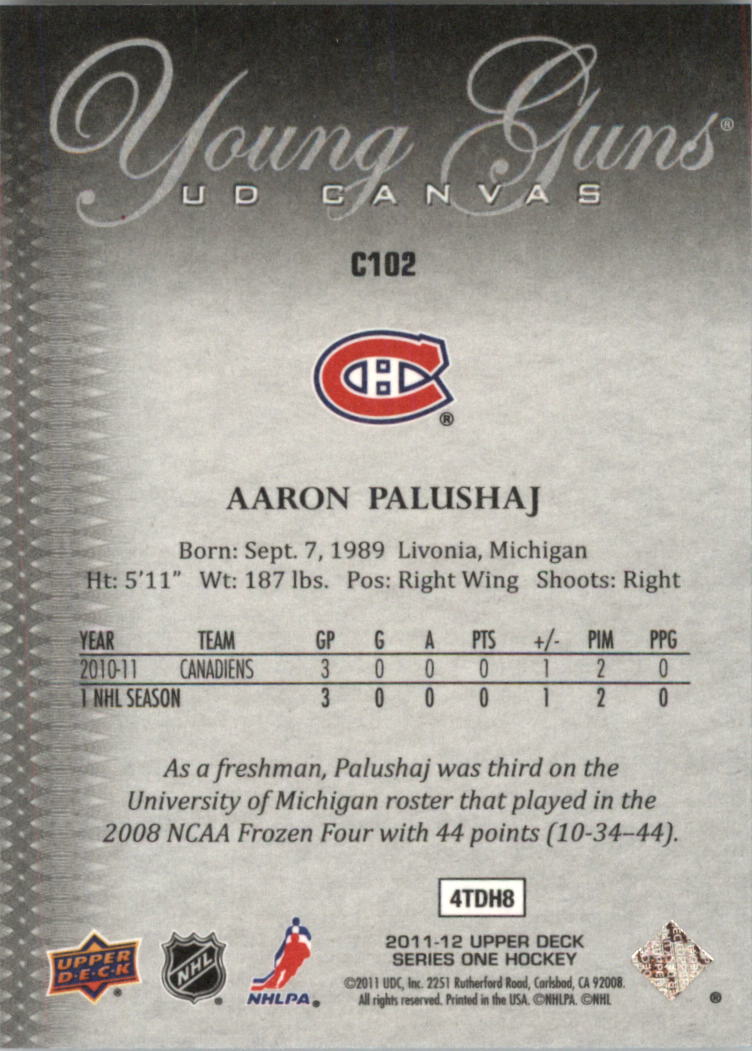 Young Guns®
UD CANVAS
C102
®
AARON PALUSHAJ
Born: Sept. 7, 1989 Livonia, Michigan
Ht: 5'11" Wt: 187 lbs. Pos: Right Wing Shoots: Right
YEAR TEAM GP G A PTS +/- PIM PPG
2010-11 CANADIENS 3 0 0 0 1 2 0
1 NHL SEASON 3 0 0 0 1 2 0
As a freshman, Palushaj was third on the
University of Michigan roster that played in the
2008 NCAA Frozen Four with 44 points (10-34–44).
4TDH8
UPPER
D·E·C·K
®
NHL
®
NHLPA®
2011-12 UPPER DECK
SERIES ONE HOCKEY
©2011 UDC, Inc. 2251 Rutherford Road, Carlsbad, CA 92008.
All rights reserved. Printed in the USA. ©NHLPA. ©NHL
®